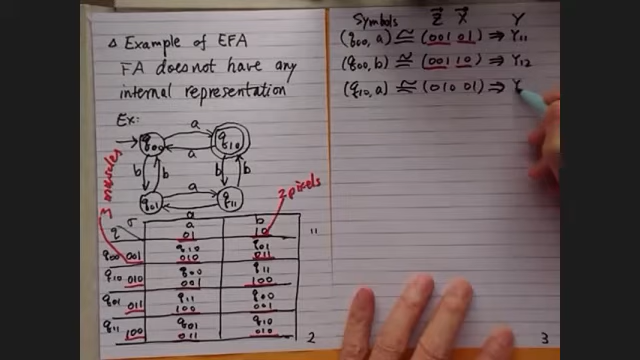 △ Example of EFA
FA does not have any
internal representation
Ex:
q00 a q10
a
b b b b
a
q01 a q11
3 muscles
2 pixels
σ a b
q 01 10
q00 001 q10 q01
010 011
q10 010 q00 q11
001 100
q01 011 q11 q00
100 001
q11 100 q01 q10
011 010
"
2
Symbols Z⃗ X⃗ Y
(q00, a) ≅ (001 01) ⇒ Y11
(q00, b) ≅ (001 10) ⇒ Y12
(q10, a) ≅ (010 01) ⇒ Y
3